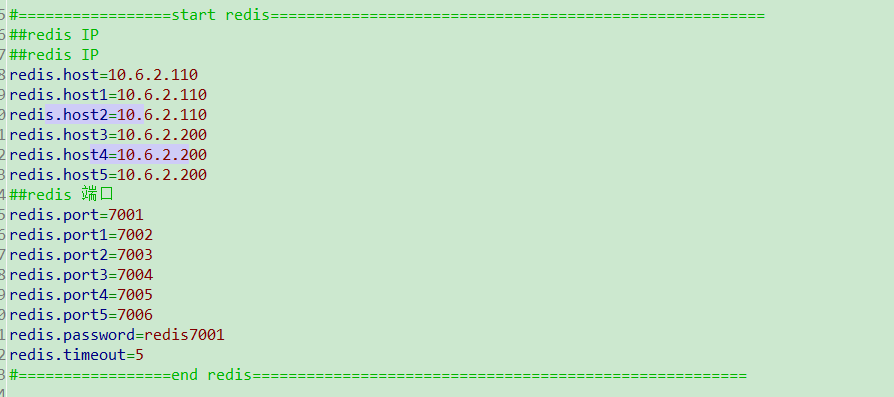 #=================start redis=======================================================
##redis IP
##redis IP
redis.host=10.6.2.110
redis.host1=10.6.2.110
redis.host2=10.6.2.110
redis.host3=10.6.2.200
redis.host4=10.6.2.200
redis.host5=10.6.2.200
##redis 端口
redis.port=7001
redis.port1=7002
redis.port2=7003
redis.port3=7004
redis.port4=7005
redis.port5=7006
redis.password=redis7001
redis.timeout=5
#=================end redis=======================================================